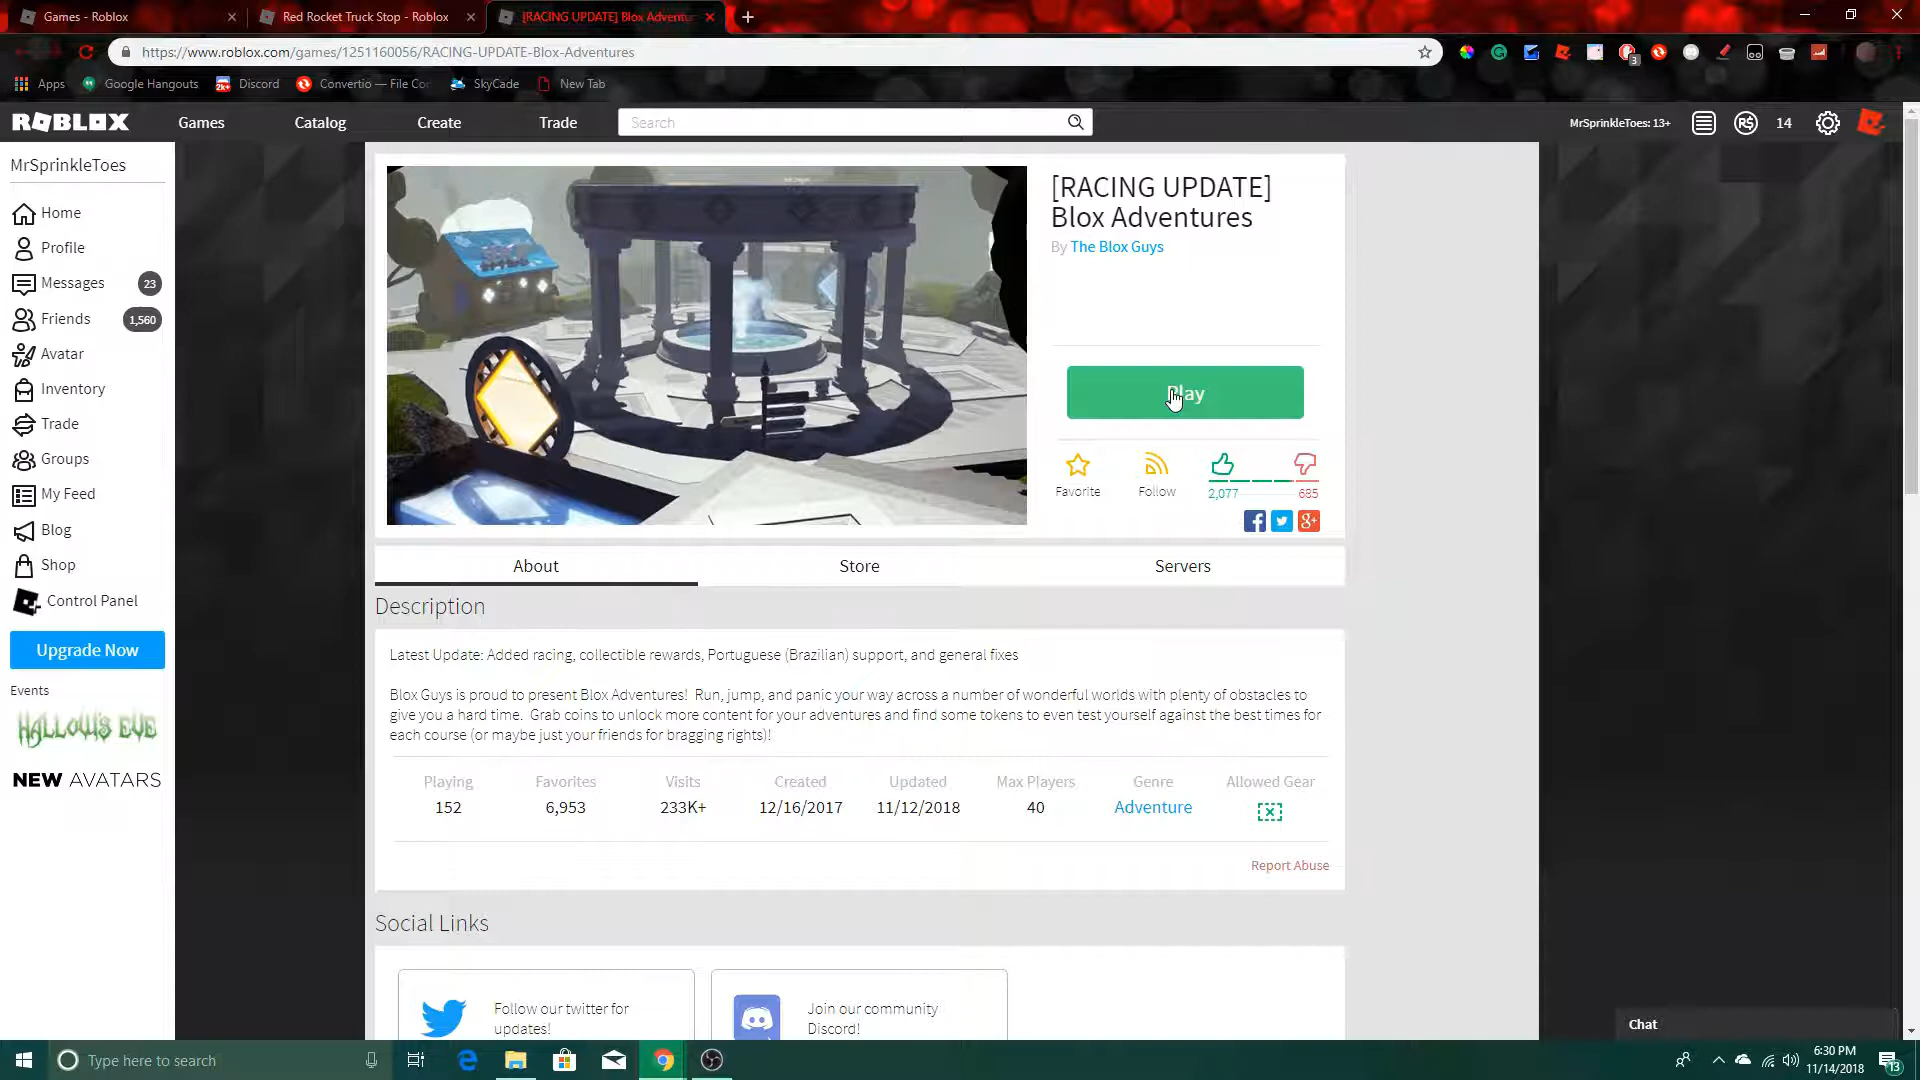 Games - Roblox
Red Rocket Truck Stop - Roblox
[RACING UPDATE] Blox Adventur
https://www.roblox.com/games/1251160056/RACING-UPDATE-Blox-Adventures
3
Apps
Google Hangouts
2k+
Discord
Convertio — File Co
SkyCade
New Tab
ROBLOX
Games
Catalog
Create
Trade
Search
MrSprinkleToes: 13+
R$
14
MrSprinkleToes
Home
Profile
Messages
23
Friends
1,560
Avatar
Inventory
Trade
Groups
My Feed
Blog
Shop
Control Panel
Upgrade Now
Events
HALLOW'S EVE
NEW AVATARS
[RACING UPDATE]
Blox Adventures
By The Blox Guys
Play
Favorite
Follow
2,077
685
About
Store
Servers
Description
Latest Update: Added racing, collectible rewards, Portuguese (Brazilian) support, and general fixes
Blox Guys is proud to present Blox Adventures! Run, jump, and panic your way across a number of wonderful worlds with plenty of obstacles to
give you a hard time. Grab coins to unlock more content for your adventures and find some tokens to even test yourself against the best times for
each course (or maybe just your friends for bragging rights)!
Playing
Favorites
Visits
Created
Updated
Max Players
Genre
Allowed Gear
152
6,953
233K+
12/16/2017
11/12/2018
40
Adventure
Report Abuse
Social Links
Follow our twitter for
updates!
Join our community
Discord!
Chat
Type here to search
6:30 PM
11/14/2018
13